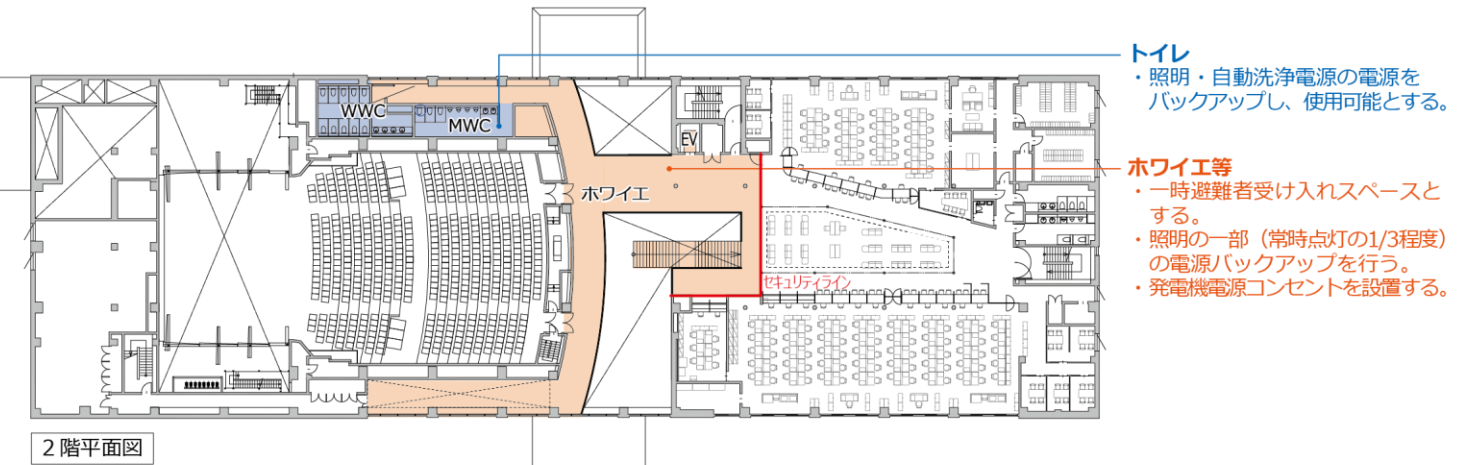 トイレ
・照明・自動洗浄電源の電源を
バックアップし、使用可能とする。
WWC
MWC
EV
ホワイエ等
・一時避難者受け入れスペースと
する。
・照明の一部（常時点灯の1/3程度）
の電源バックアップを行う。
・発電機電源コンセントを設置する。
ホワイエ
セキュリティライン
２階平面図